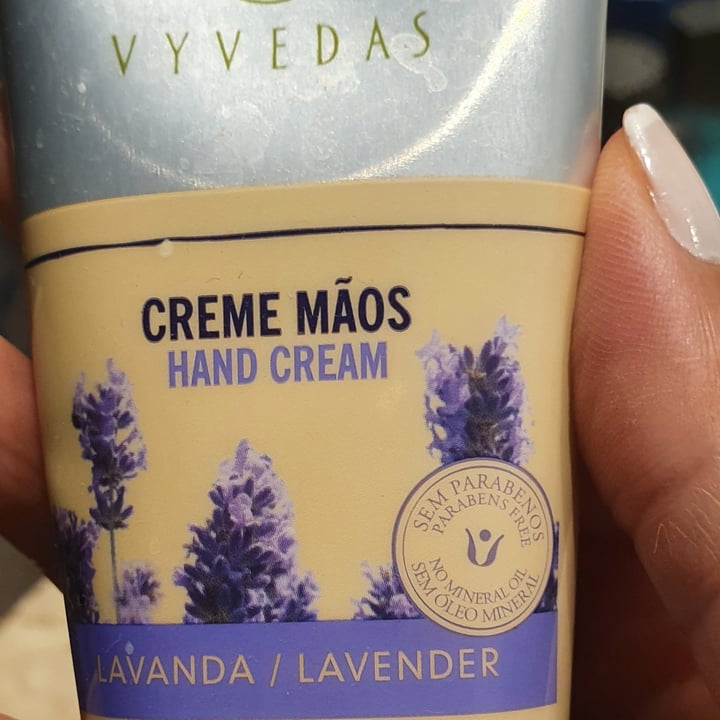 VYVEDAS
CREME MÃOS
HAND CREAM
SEM PARABENOS
PARABENS FREE
NO MINERAL OIL
SEM ÓLEO MINERAL
LAVANDA / LAVENDER